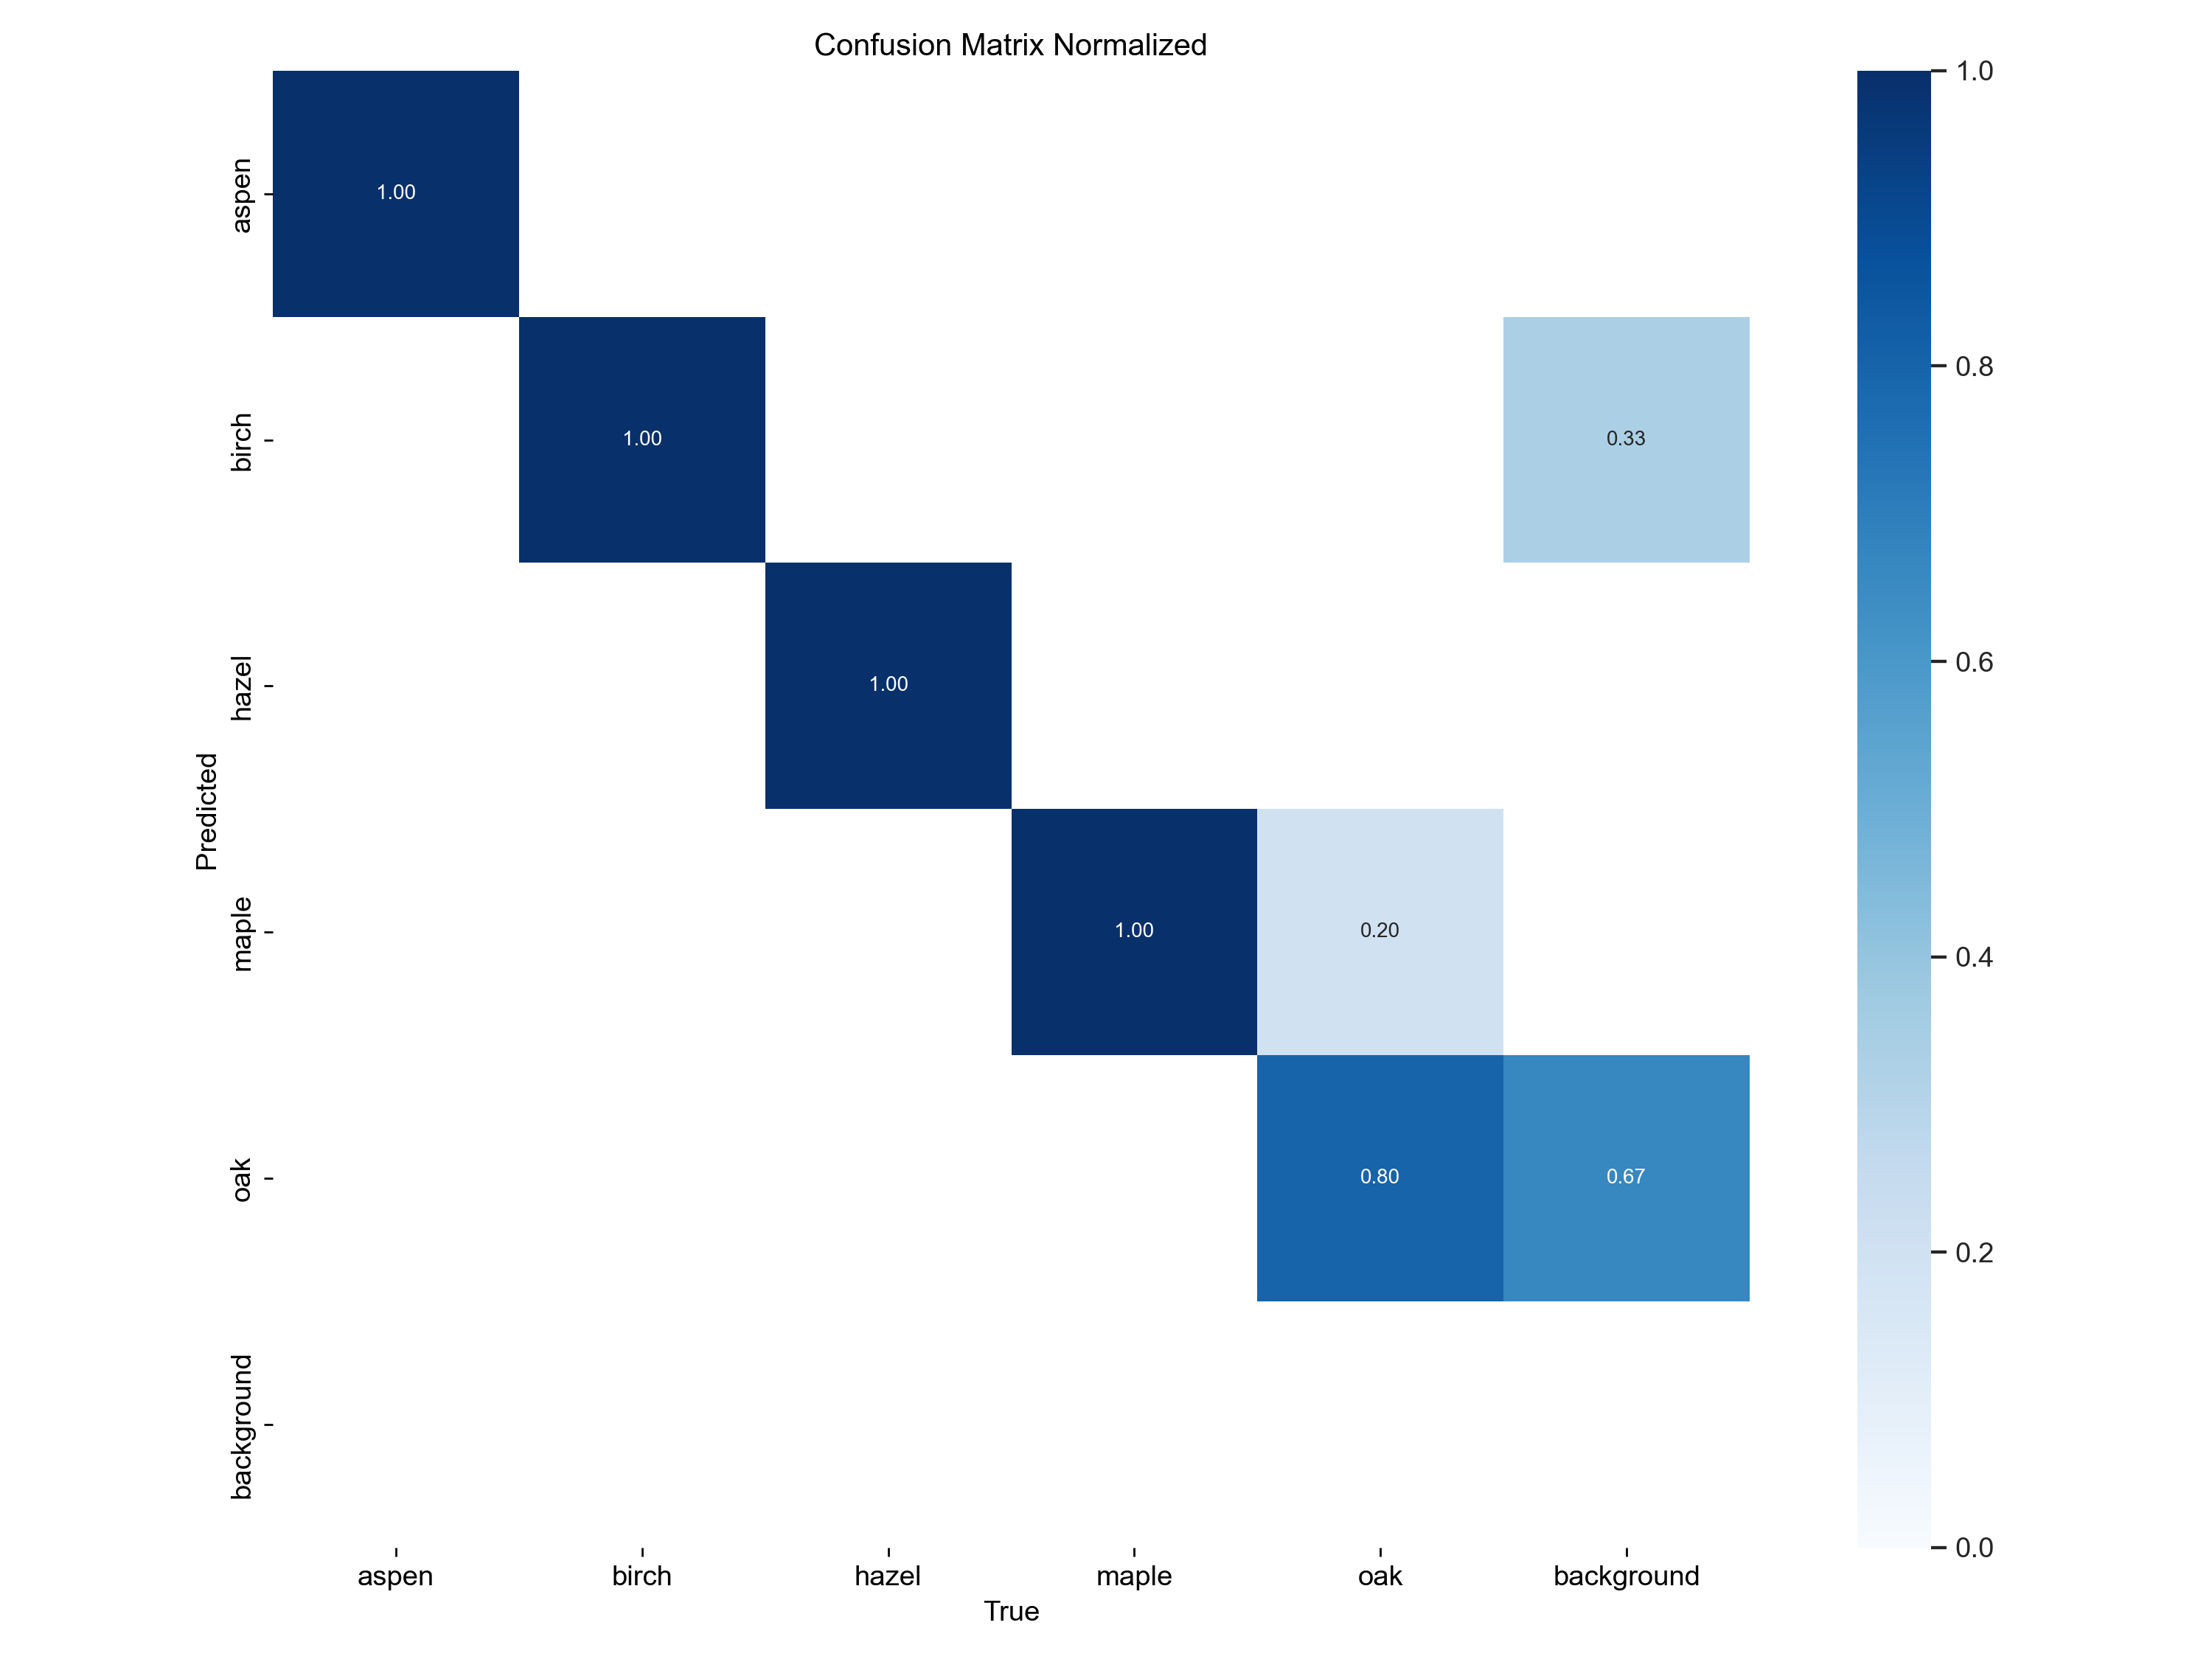 Confusion Matrix Normalized
aspen
birch
hazel
maple
oak
background
Predicted
1.00
1.00
0.33
1.00
1.00
0.20
0.80
0.67
aspen
birch
hazel
maple
oak
background
True
1.0
0.8
0.6
0.4
0.2
0.0